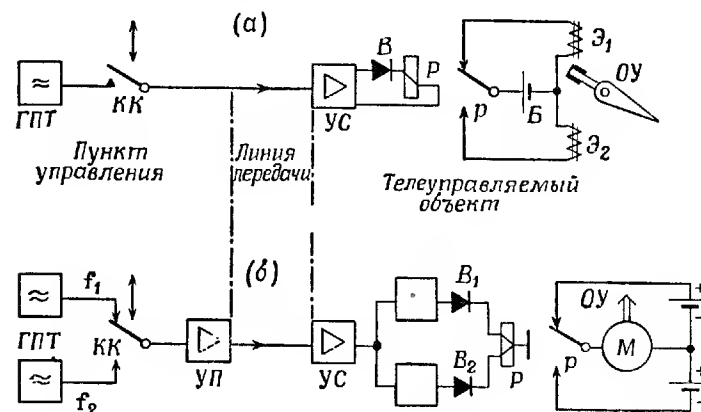 (а)
ГПТ
КК
УС
В
Р
р
Б
Э1
ОУ
Э2
Пункт
управления
Линия
передачи
Телеуправляемый
объект
(б)
ГПТ
f1
f2
КК
УП
УС
В1
В2
Р
р
ОУ
М
+
−
+
−